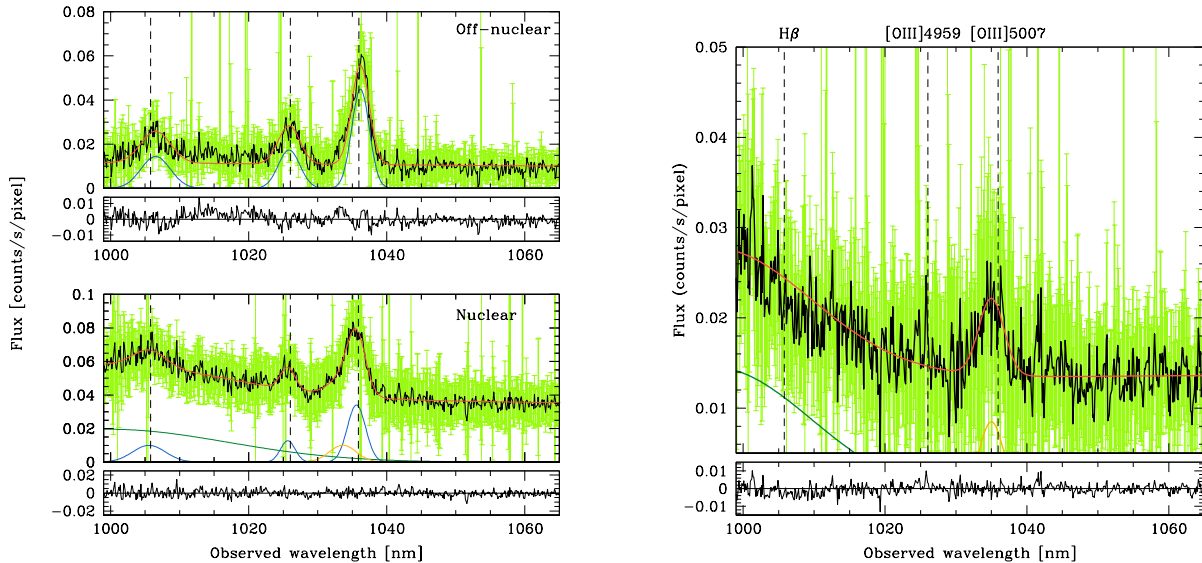 Off-nuclear
0.08
0.06
0.04
0.02
0
0.01
0
−0.01
1000 1020 1040 1060
Flux [counts/s/pixel]
Nuclear
0.1
0.08
0.06
0.04
0.02
0
0.02
0
−0.02
1000 1020 1040 1060
Observed wavelength [nm]
Hβ [OIII]4959 [OIII]5007
0.05
0.04
0.03
0.02
0.01
Flux (counts/s/pixel)
0.01
0
−0.01
1000 1020 1040 1060
Observed wavelength [nm]